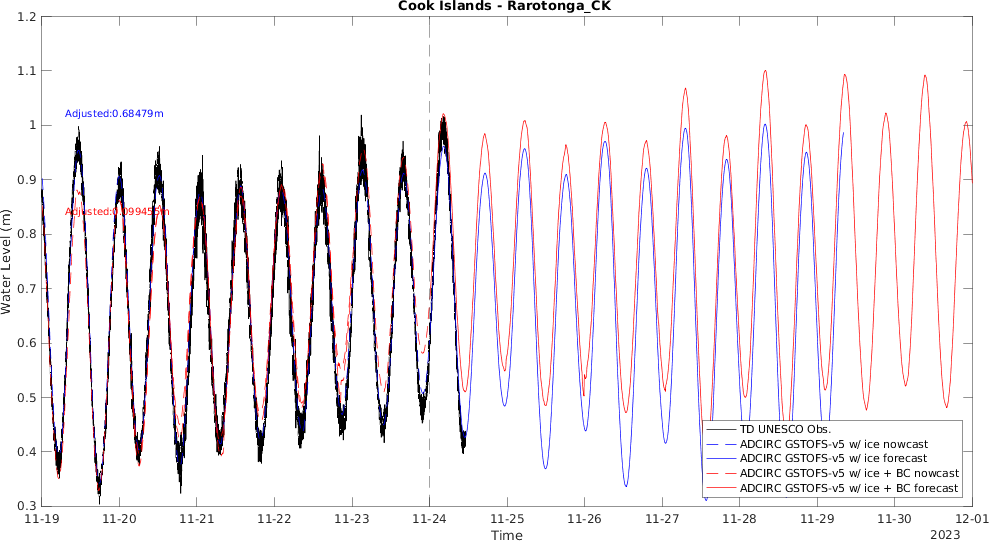 Cook Islands - Rarotonga_CK
Water Level (m)
1.2
1.1
1
0.9
0.8
0.7
0.6
0.5
0.4
0.3
Adjusted:0.68479m
TD UNESCO Obs.
ADCIRC GSTOFS-v5 w/ ice nowcast
ADCIRC GSTOFS-v5 w/ ice forecast
ADCIRC GSTOFS-v5 w/ ice + BC nowcast
ADCIRC GSTOFS-v5 w/ ice + BC forecast
11-19 11-20 11-21 11-22 11-23 11-24 11-25 11-26 11-27 11-28 11-29 11-30 12-01
Time
2023